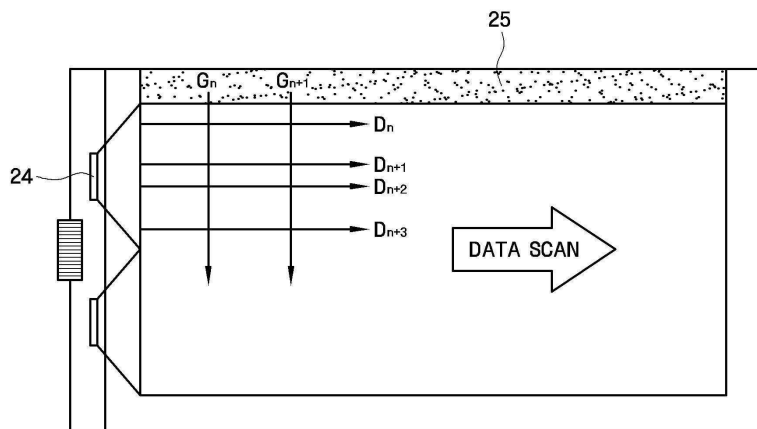 25
Gn Gn+1
Dn
24
Dn+1
Dn+2
Dn+3
DATA SCAN